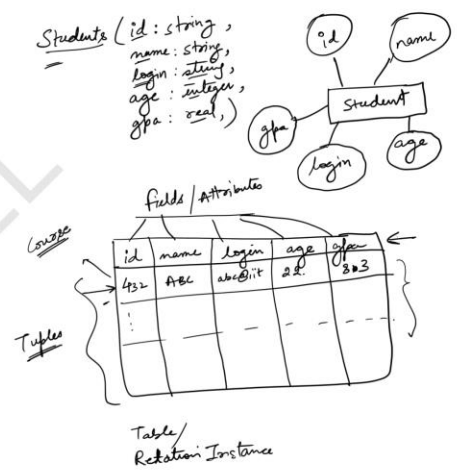 Students (id : string,
name : string,
login : string,
age : integer,
gpa : real,)
id
name
Student
gpa
login
age
Fields / Attributes
Course
id name login age gpa
432 ABC abc@iit 22. 8.3
Tuples
Table/
Relation Instance